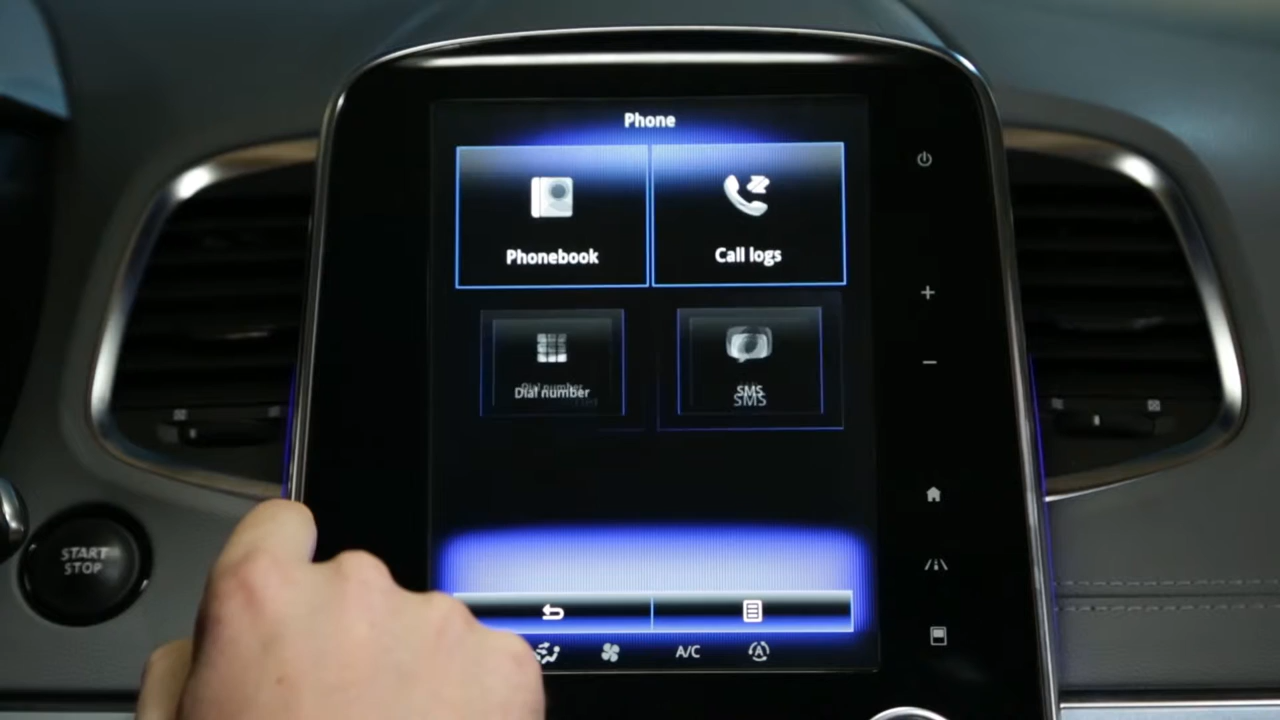 Phone
Phonebook
Call logs
Dial number
SMS
START
STOP
A/C